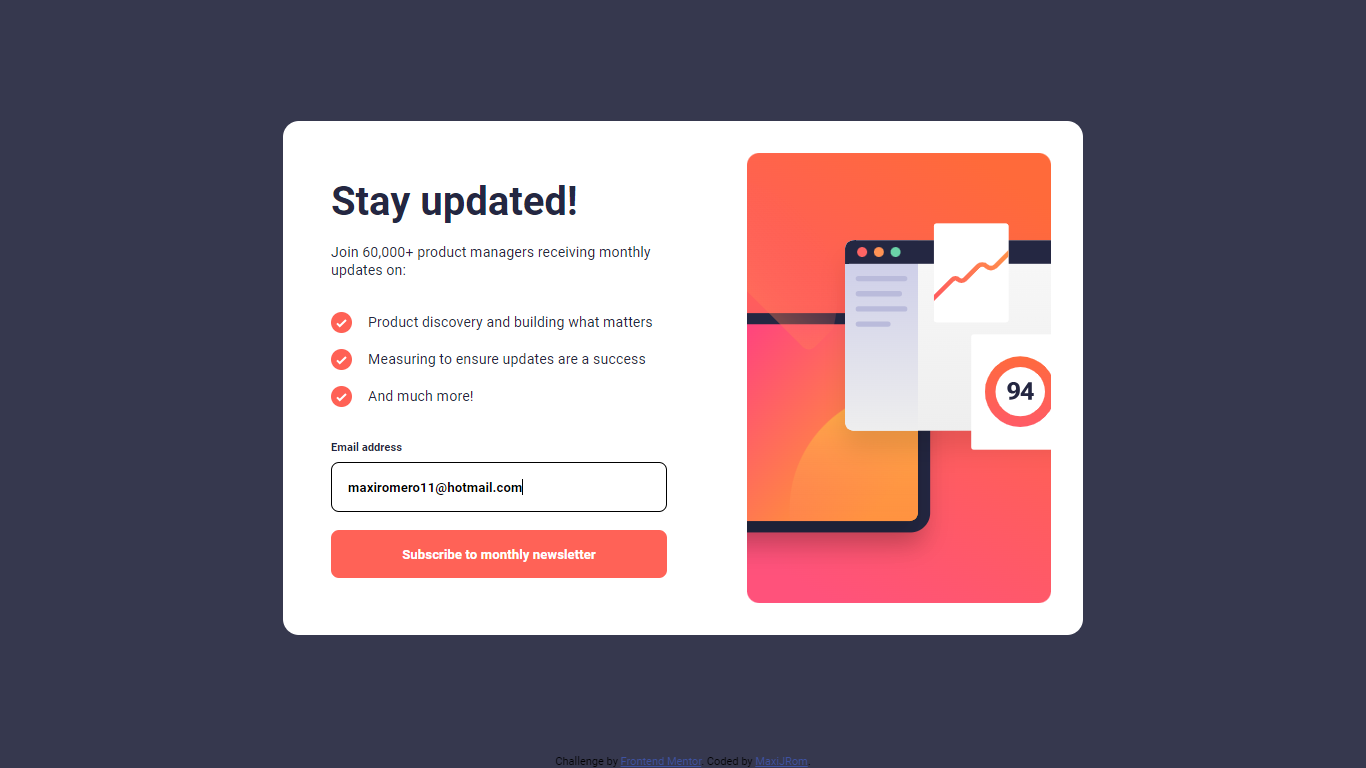 Stay updated!
Join 60,000+ product managers receiving monthly
updates on:
Product discovery and building what matters
Measuring to ensure updates are a success
And much more!
Email address
maxiromero11@hotmail.com
Subscribe to monthly newsletter
94
Challenge by Frontend Mentor. Coded by MaxiJRom.